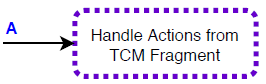 A
Handle Actions from
TCM Fragment